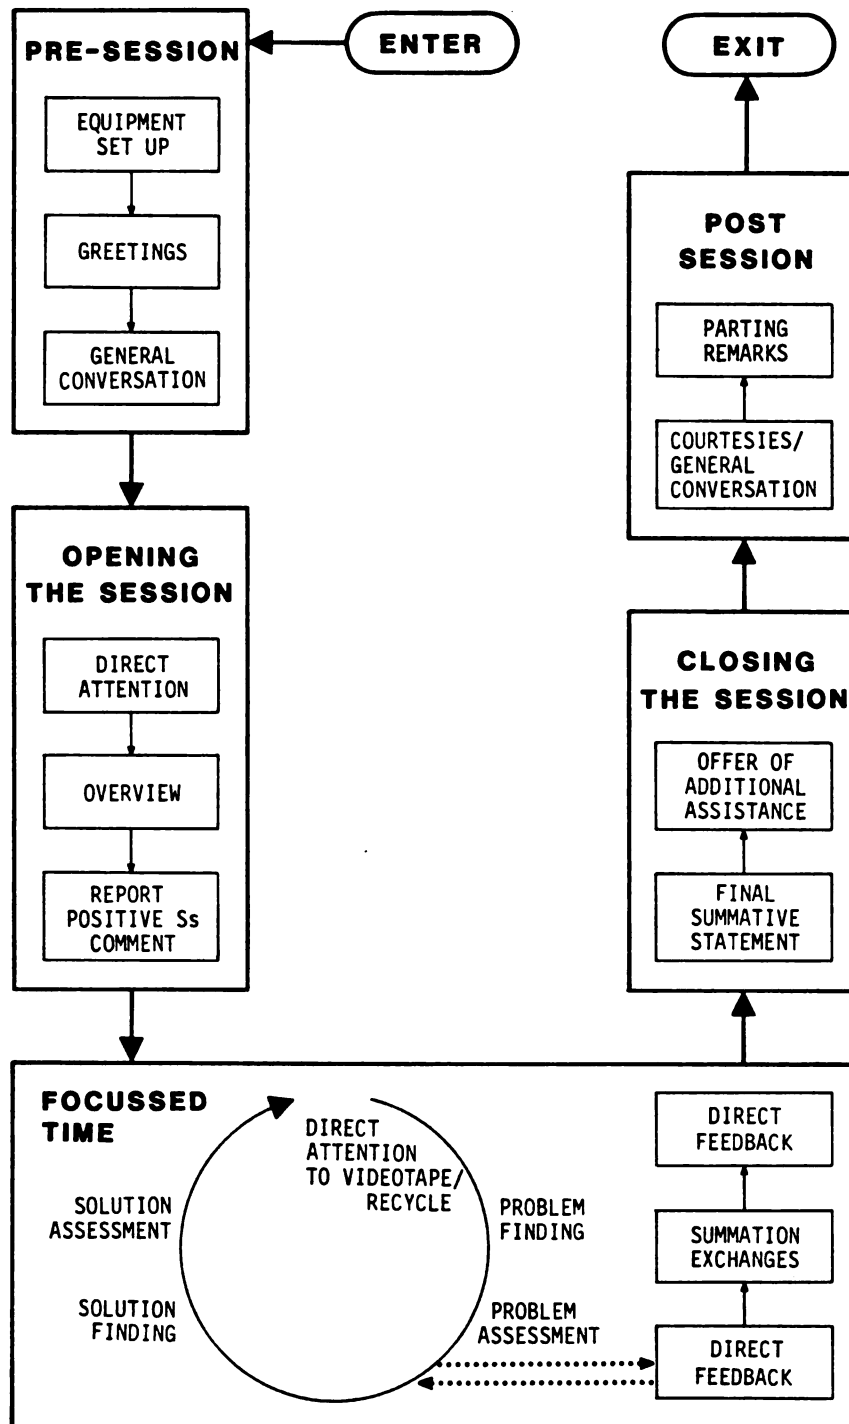 PRE-SESSION
ENTER
EQUIPMENT
SET UP
GREETINGS
GENERAL
CONVERSATION
OPENING
THE SESSION
DIRECT
ATTENTION
OVERVIEW
REPORT
POSITIVE Ss
COMMENT
FOCUSSED
TIME
DIRECT
ATTENTION
TO VIDEOTAPE/
RECYCLE
PROBLEM
FINDING
PROBLEM
ASSESSMENT
SOLUTION
FINDING
SOLUTION
ASSESSMENT
DIRECT
FEEDBACK
SUMMATION
EXCHANGES
DIRECT
FEEDBACK
CLOSING
THE SESSION
OFFER OF
ADDITIONAL
ASSISTANCE
FINAL
SUMMATIVE
STATEMENT
POST
SESSION
PARTING
REMARKS
COURTESIES/
GENERAL
CONVERSATION
EXIT